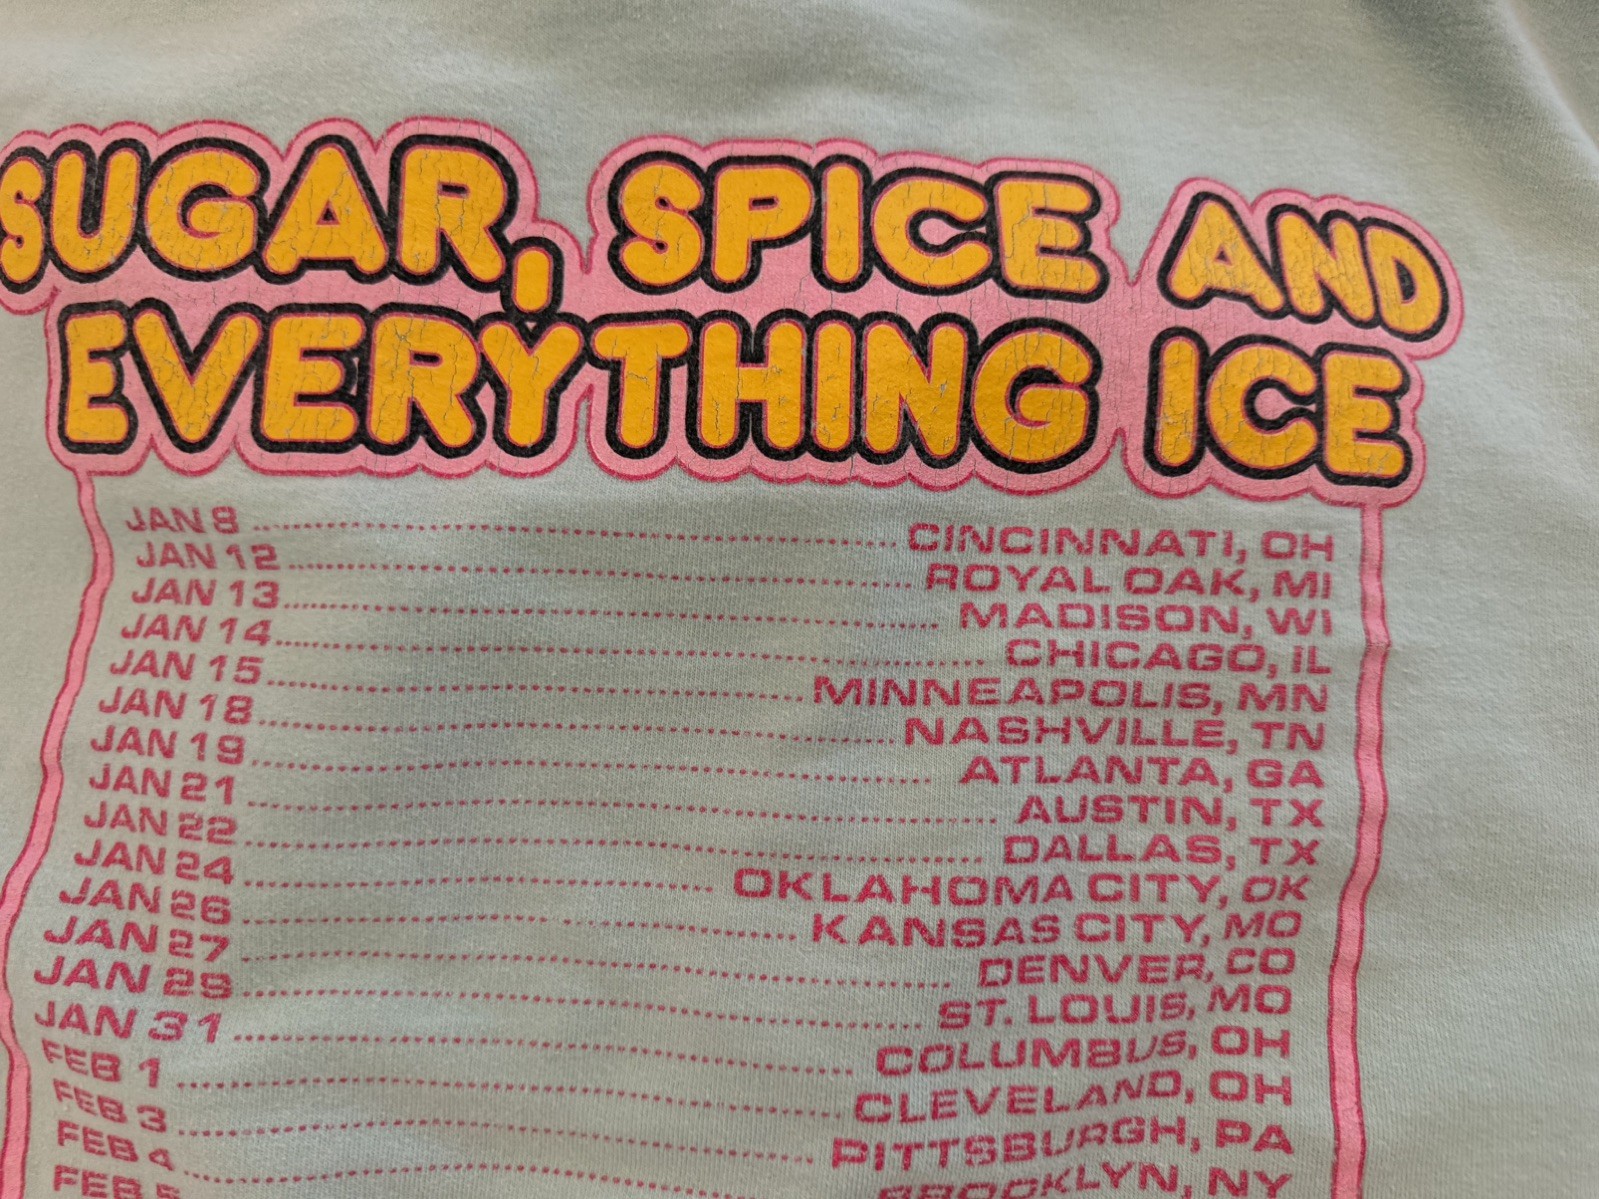 SUGAR, SPICE AND
EVERYTHING ICE
JAN 8 ........ CINCINNATI, OH
JAN 12 ........ ROYAL OAK, MI
JAN 13 ........ MADISON, WI
JAN 14 ........ CHICAGO, IL
JAN 15 ........ MINNEAPOLIS, MN
JAN 18 ........ NASHVILLE, TN
JAN 19 ........ ATLANTA, GA
JAN 21 ........ AUSTIN, TX
JAN 22 ........ DALLAS, TX
JAN 24 ........ OKLAHOMA CITY, OK
JAN 26 ........ KANSAS CITY, MO
JAN 27 ........ DENVER, CO
JAN 29 ........ ST. LOUIS, MO
JAN 31 ........ COLUMBUS, OH
FEB 1 ........ CLEVELAND, OH
FEB 3 ........ PITTSBURGH, PA
FEB 4 ........ BROOKLYN, NY
FEB